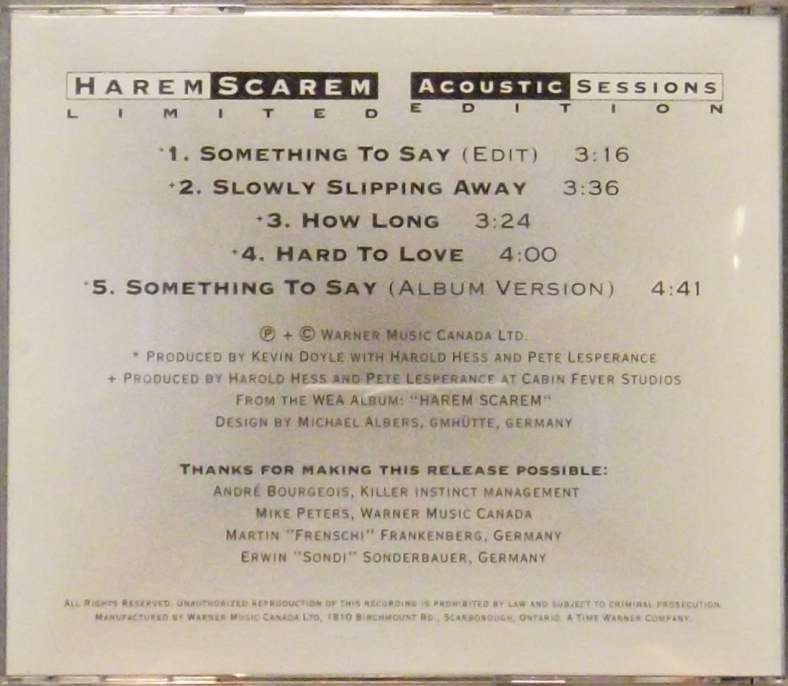 HAREM SCAREM ACOUSTIC SESSIONS
LIMITED EDITION
*1. SOMETHING TO SAY (EDIT) 3:16
+2. SLOWLY SLIPPING AWAY 3:36
+3. HOW LONG 3:24
+4. HARD TO LOVE 4:00
*5. SOMETHING TO SAY (ALBUM VERSION) 4:41
℗ + © WARNER MUSIC CANADA LTD.
* PRODUCED BY KEVIN DOYLE WITH HAROLD HESS AND PETE LESPERANCE
+ PRODUCED BY HAROLD HESS AND PETE LESPERANCE AT CABIN FEVER STUDIOS
FROM THE WEA ALBUM: "HAREM SCAREM"
DESIGN BY MICHAEL ALBERS, GMHÜTTE, GERMANY
THANKS FOR MAKING THIS RELEASE POSSIBLE:
ANDRÉ BOURGEOIS, KILLER INSTINCT MANAGEMENT
MIKE PETERS, WARNER MUSIC CANADA
MARTIN "FRENSCHI" FRANKENBERG, GERMANY
ERWIN "SONDI" SONDERBAUER, GERMANY
ALL RIGHTS RESERVED. UNAUTHORIZED REPRODUCTION OF THIS RECORDING IS PROHIBITED BY LAW AND SUBJECT TO CRIMINAL PROSECUTION.
MANUFACTURED BY WARNER MUSIC CANADA LTD, 1810 BIRCHMOUNT RD., SCARBOROUGH, ONTARIO. A TIME WARNER COMPANY.